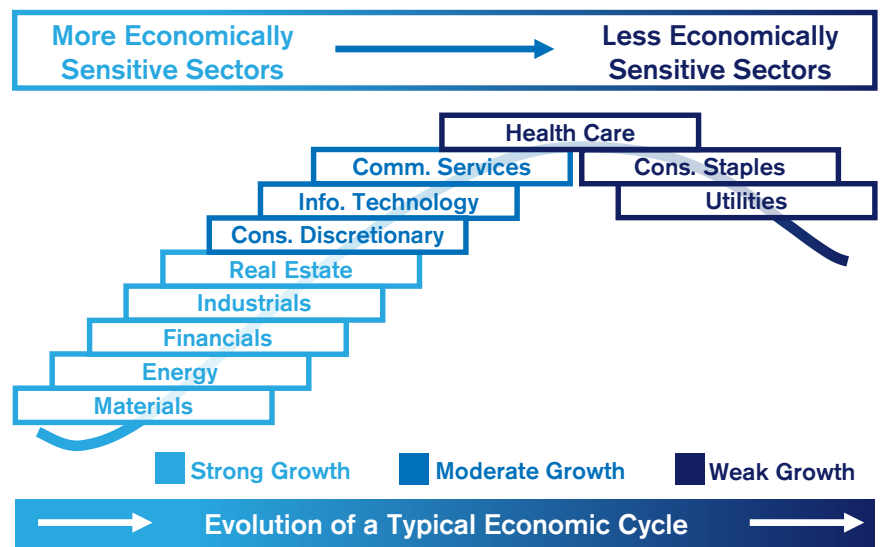 More Economically
Sensitive Sectors
Less Economically
Sensitive Sectors
Health Care
Comm. Services
Cons. Staples
Info. Technology
Utilities
Cons. Discretionary
Real Estate
Industrials
Financials
Energy
Materials
Strong Growth
Moderate Growth
Weak Growth
Evolution of a Typical Economic Cycle